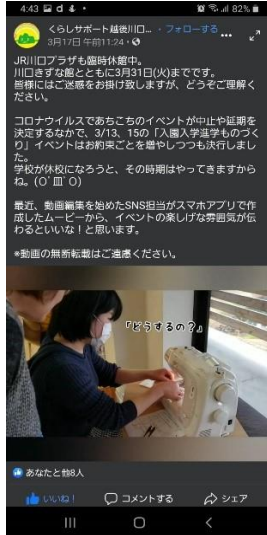 4:43
82%
くらしサポート越後川口... ・フォローする
3月17日 午前11:24・
JR川口プラザも臨時休館中。
川口きずな館とともに3月31日(火)までです。
皆様にはご迷惑をお掛け致しますが、どうぞご理解く
ださい。
コロナウイルスであちこちのイベントが中止や延期を
決定するなかで、3/13、15の「入園入学進学ものづく
り」イベントはお約束ごとを増やしつつも決行しまし
た。
学校が休校になろうと、その時期はやってきますから
ね。(O゚皿゚O)
最近、動画編集を始めたSNS担当がスマホアプリで作
成したムービーから、イベントの楽しげな雰囲気が伝
わるといいな！と思います。
*動画の無断転載はご遠慮ください。
「どうするの？」
あなたと他8人
いいね！ コメントする シェア